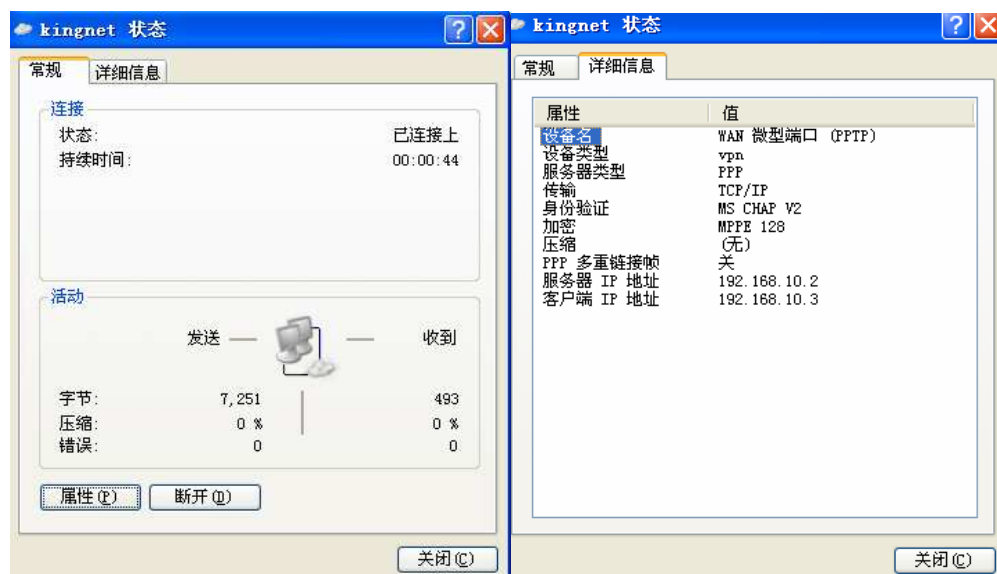 kingnet 状态
常规 详细信息
连接
状态: 已连接上
持续时间: 00:00:44
活动
发送 — — 收到
字节: 7,251 493
压缩: 0 % 0 %
错误: 0 0
属性(P) 断开(D)
关闭(C)
kingnet 状态
常规 详细信息
属性 值
设备名 WAN 微型端口 (PPTP)
设备类型 vpn
服务器类型 PPP
传输 TCP/IP
身份验证 MS CHAP V2
加密 MPPE 128
压缩 (无)
PPP 多重链接帧 关
服务器 IP 地址 192.168.10.2
客户端 IP 地址 192.168.10.3
关闭(C)